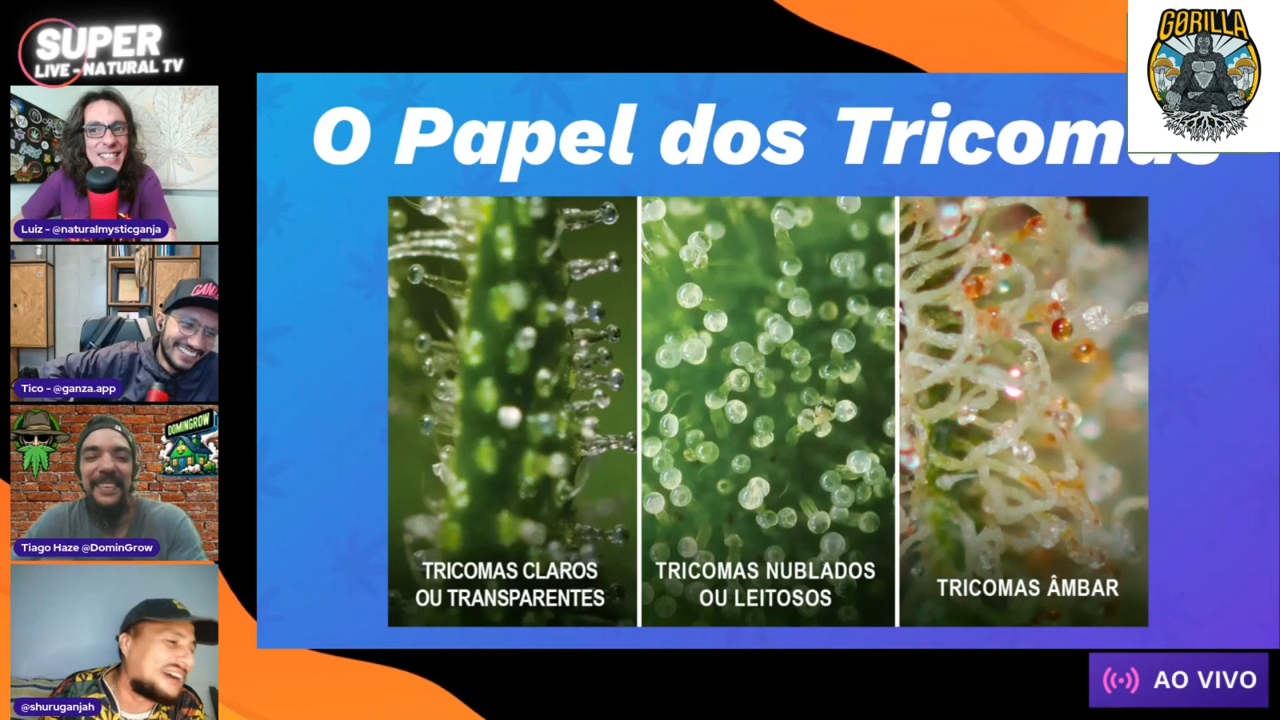 SUPER
LIVE - NATURAL TV
GORILLA
O Papel dos Tricomas
Luiz - @naturalmysticganja
Tico - @ganza.app
DOMINGROW
Tiago Haze @DominGrow
@shuruganjah
TRICOMAS CLAROS
OU TRANSPARENTES
TRICOMAS NUBLADOS
OU LEITOSOS
TRICOMAS ÂMBAR
AO VIVO